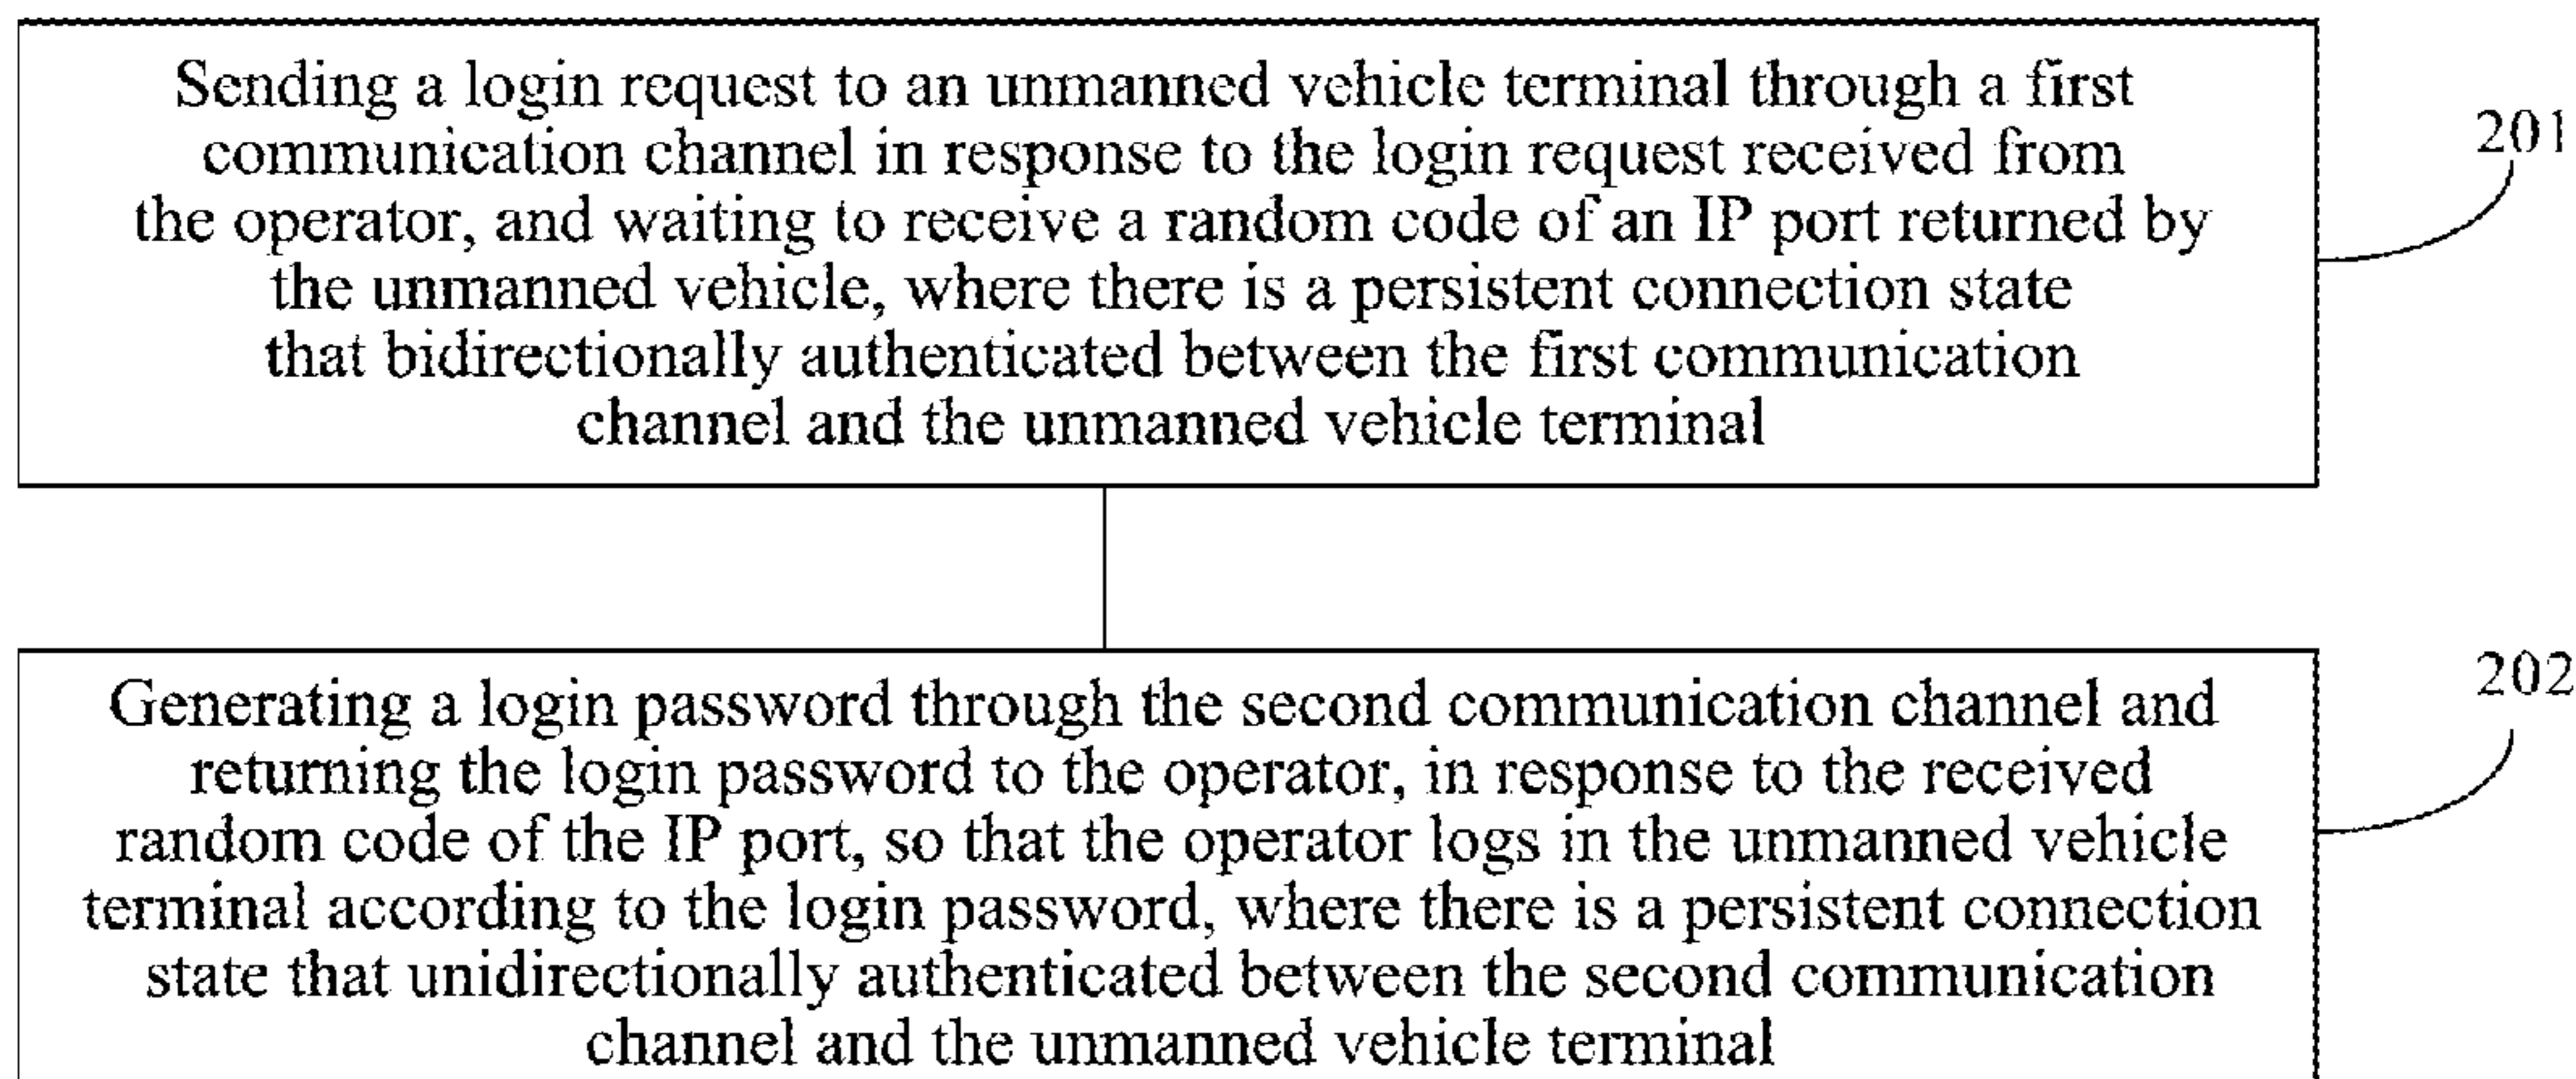 Sending a login request to an unmanned vehicle terminal through a first
communication channel in response to the login request received from
the operator, and waiting to receive a random code of an IP port returned by
the unmanned vehicle, where there is a persistent connection state
that bidirectionally authenticated between the first communication
channel and the unmanned vehicle terminal
201
Generating a login password through the second communication channel and
returning the login password to the operator, in response to the received
random code of the IP port, so that the operator logs in the unmanned vehicle
terminal according to the login password, where there is a persistent connection
state that unidirectionally authenticated between the second communication
channel and the unmanned vehicle terminal
202